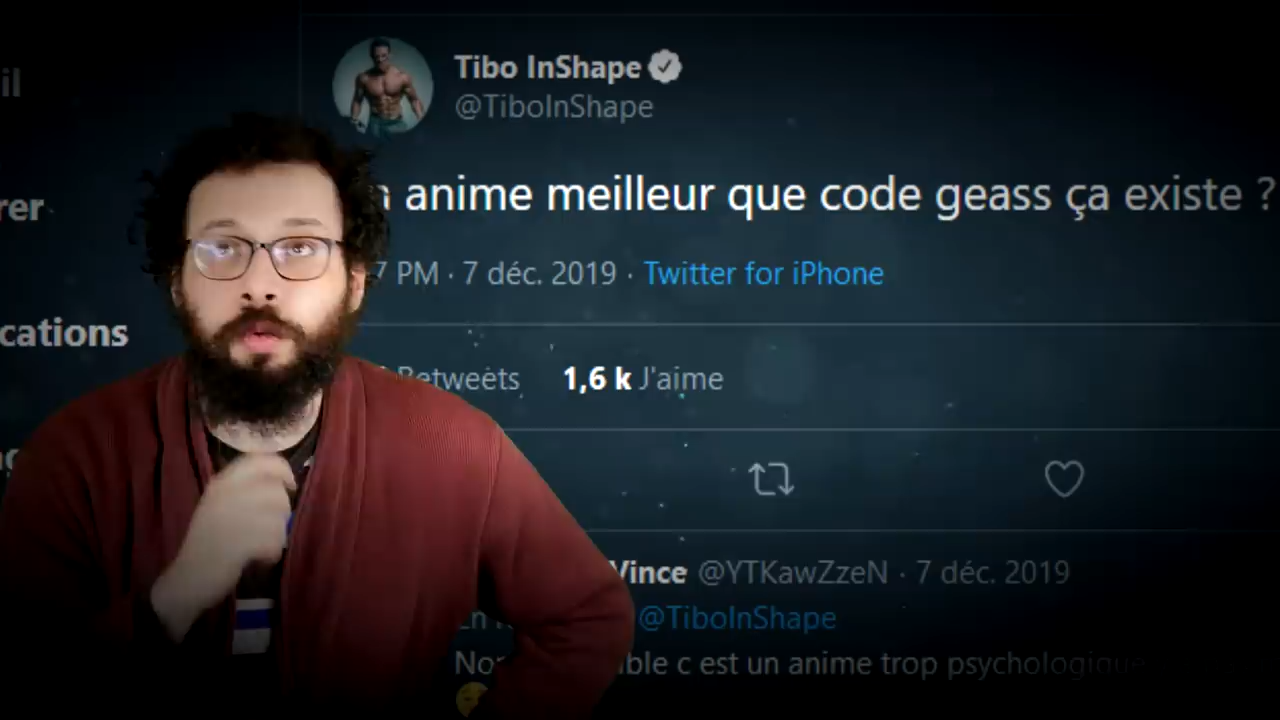 il
Tibo InShape
@TiboInShape
anime meilleur que code geass ça existe ?
rer
7 PM · 7 déc. 2019 · Twitter for iPhone
cations
Retweets 1,6 k J'aime
Vince @YTKawZzeN · 7 déc. 2019
@TiboInShape
ble c est un anime trop psychologique